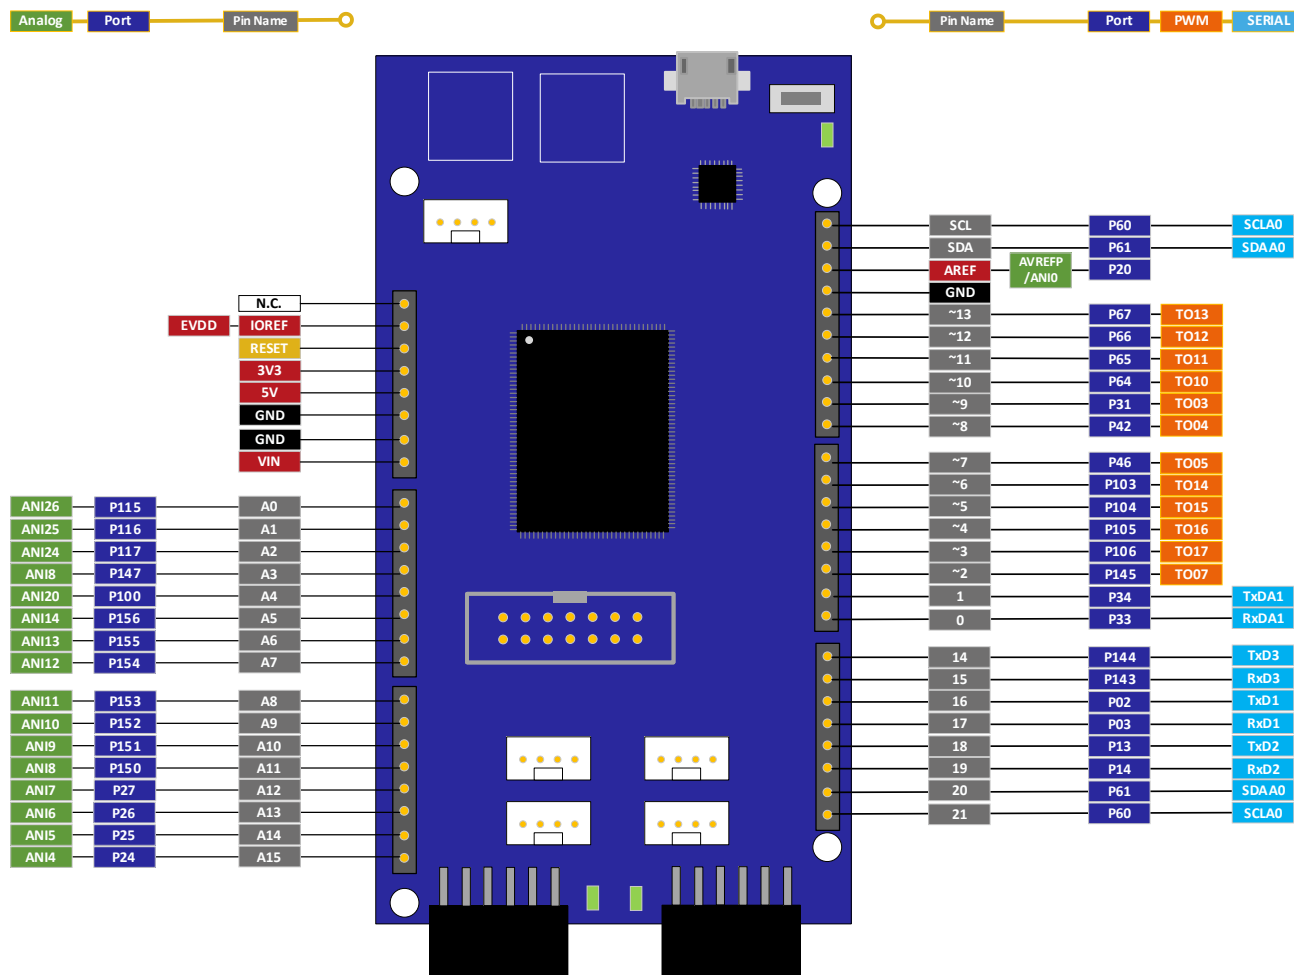 Analog Port Pin Name
Pin Name Port PWM SERIAL
N.C.
EVDD IOREF
RESET
3V3
5V
GND
GND
VIN
ANI26 P115 A0
ANI25 P116 A1
ANI24 P117 A2
ANI8 P147 A3
ANI20 P100 A4
ANI14 P156 A5
ANI13 P155 A6
ANI12 P154 A7
ANI11 P153 A8
ANI10 P152 A9
ANI9 P151 A10
ANI8 P150 A11
ANI7 P27 A12
ANI6 P26 A13
ANI5 P25 A14
ANI4 P24 A15
SCL P60 SCLA0
SDA P61 SDAA0
AREF AVREFP
/ANI0 P20
GND
~13 P67 TO13
~12 P66 TO12
~11 P65 TO11
~10 P64 TO10
~9 P31 TO03
~8 P42 TO04
~7 P46 TO05
~6 P103 TO14
~5 P104 TO15
~4 P105 TO16
~3 P106 TO17
~2 P145 TO07
1 P34 TxDA1
0 P33 RxDA1
14 P144 TxD3
15 P143 RxD3
16 P02 TxD1
17 P03 RxD1
18 P13 TxD2
19 P14 RxD2
20 P61 SDAA0
21 P60 SCLA0